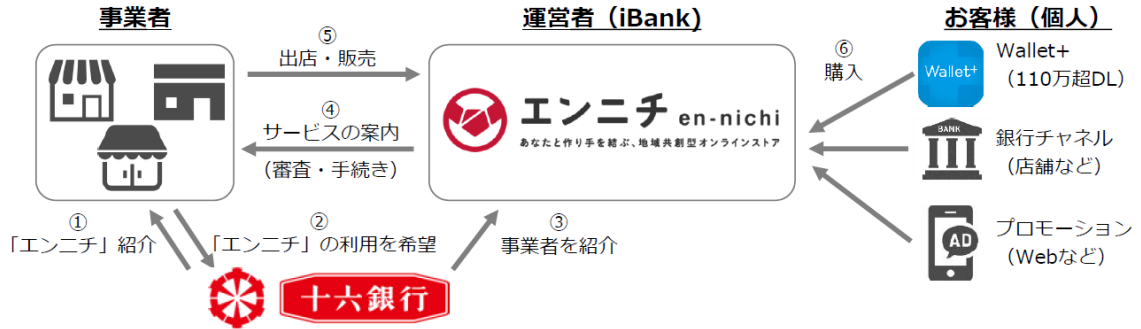 事業者
運営者（iBank）
お客様（個人）
⑤
出店・販売
④
サービスの案内
（審査・手続き）
エンニチ en-nichi
あなたと作り手を結ぶ、地域共創型オンラインストア
⑥
購入
Wallet+
Wallet+
（110万超DL）
BANK
銀行チャネル
（店舗など）
AD
プロモーション
（Webなど）
①
「エンニチ」紹介
②
「エンニチ」の利用を希望
③
事業者を紹介
十六銀行